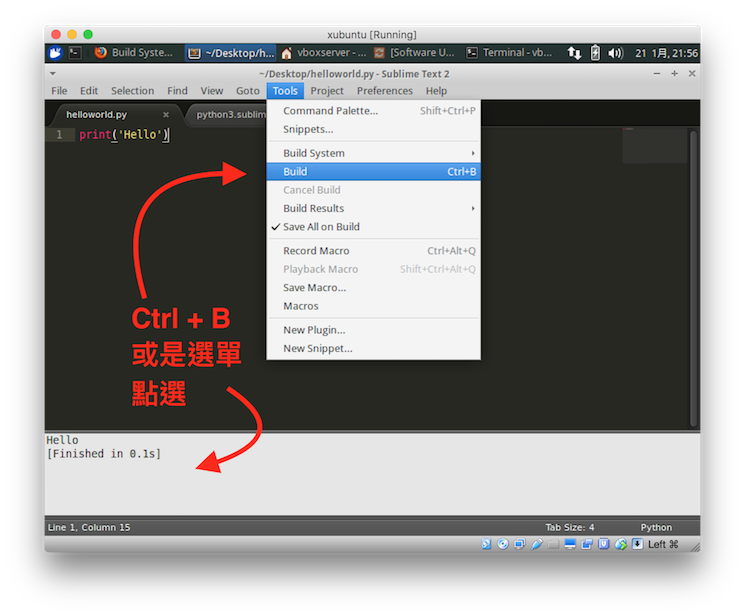 xubuntu [Running]
Build Syste... ~/Desktop/h... vboxserver - ... [Software U... Terminal - vb... 21 1月, 21:56
~/Desktop/helloworld.py - Sublime Text 2
File Edit Selection Find View Goto Tools Project Preferences Help
helloworld.py × python3.sublim
1 print('Hello')
Command Palette... Shift+Ctrl+P
Snippets...
Build System
Build Ctrl+B
Cancel Build
Build Results
Save All on Build
Record Macro Ctrl+Alt+Q
Playback Macro Shift+Ctrl+Alt+Q
Save Macro...
Macros
New Plugin...
New Snippet...
Ctrl + B
或是選單
點選
Hello
[Finished in 0.1s]
Line 1, Column 15 Tab Size: 4 Python
Left ⌘